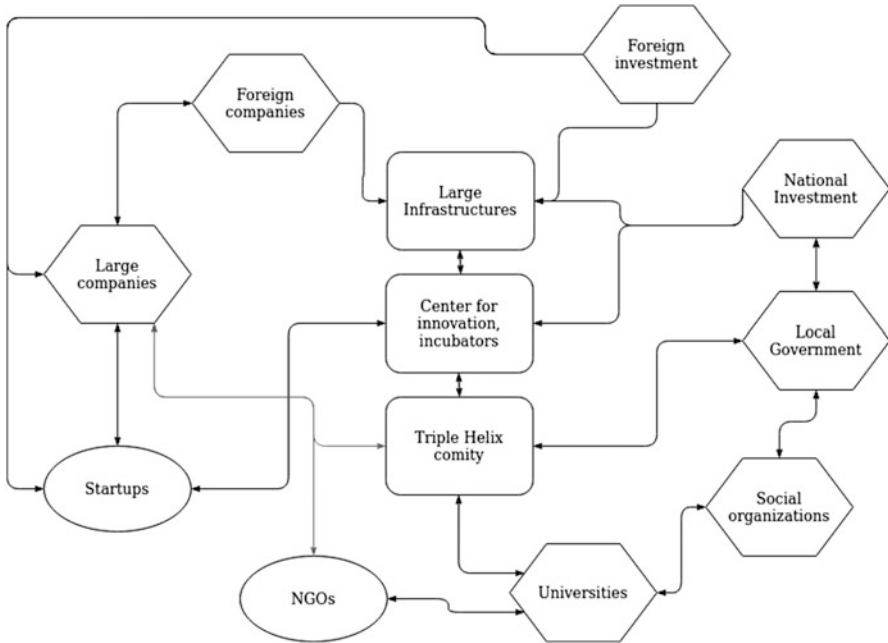 Foreign
investment
Foreign
companies
Large
Infrastructures
National
Investment
Large
companies
Center for
innovation,
incubators
Local
Government
Triple Helix
comity
Startups
Social
organizations
NGOs
Universities